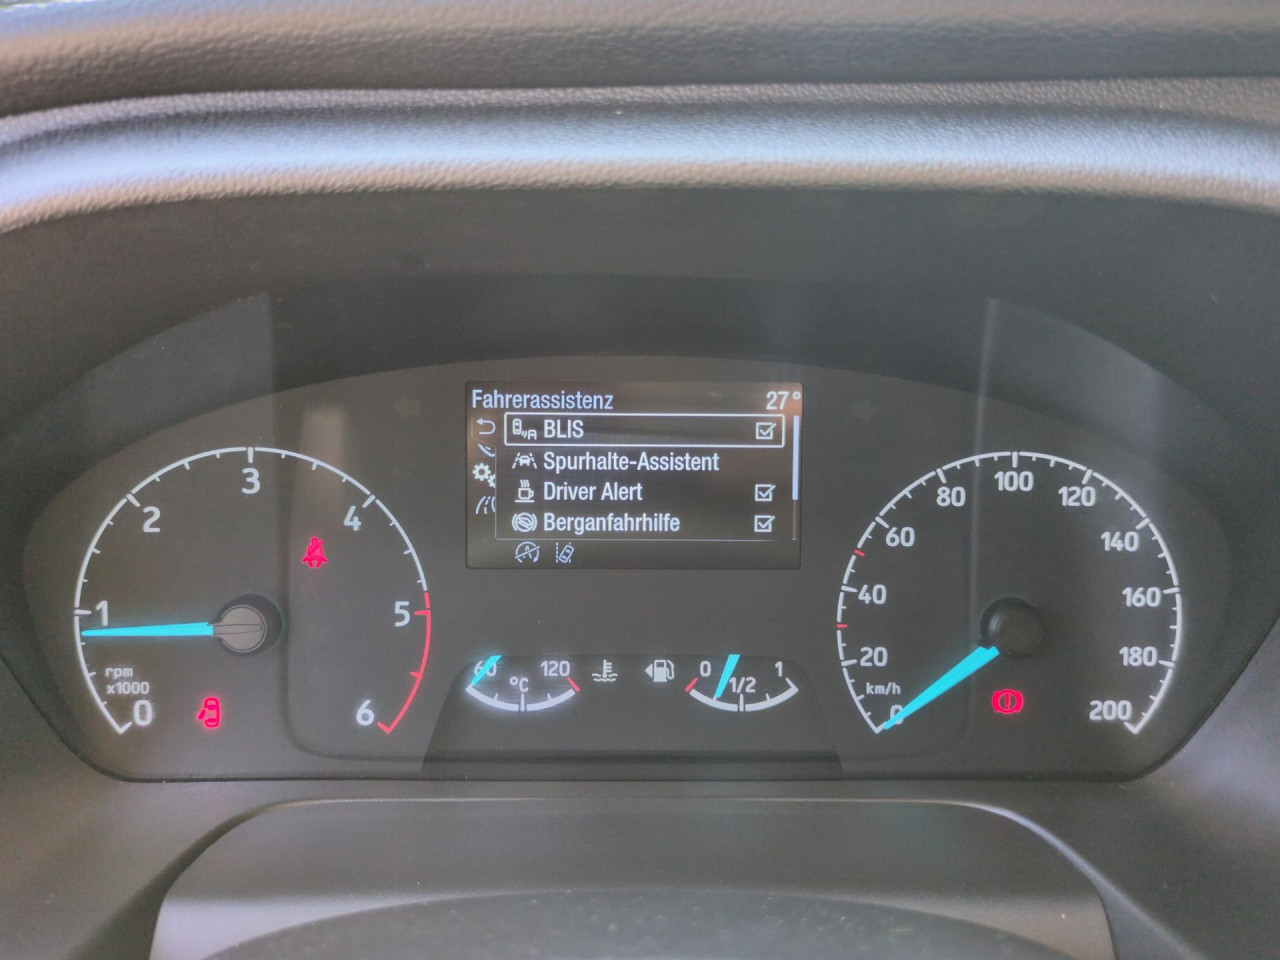 Fahrerassistenz 27°
BLIS
Spurhalte-Assistent
Driver Alert
Berganfahrhilfe
0 1 2 3 4 5 6
rpm
x1000
60 120
°C
0 1/2 1
0 20 40 60 80 100 120 140 160 180 200
km/h